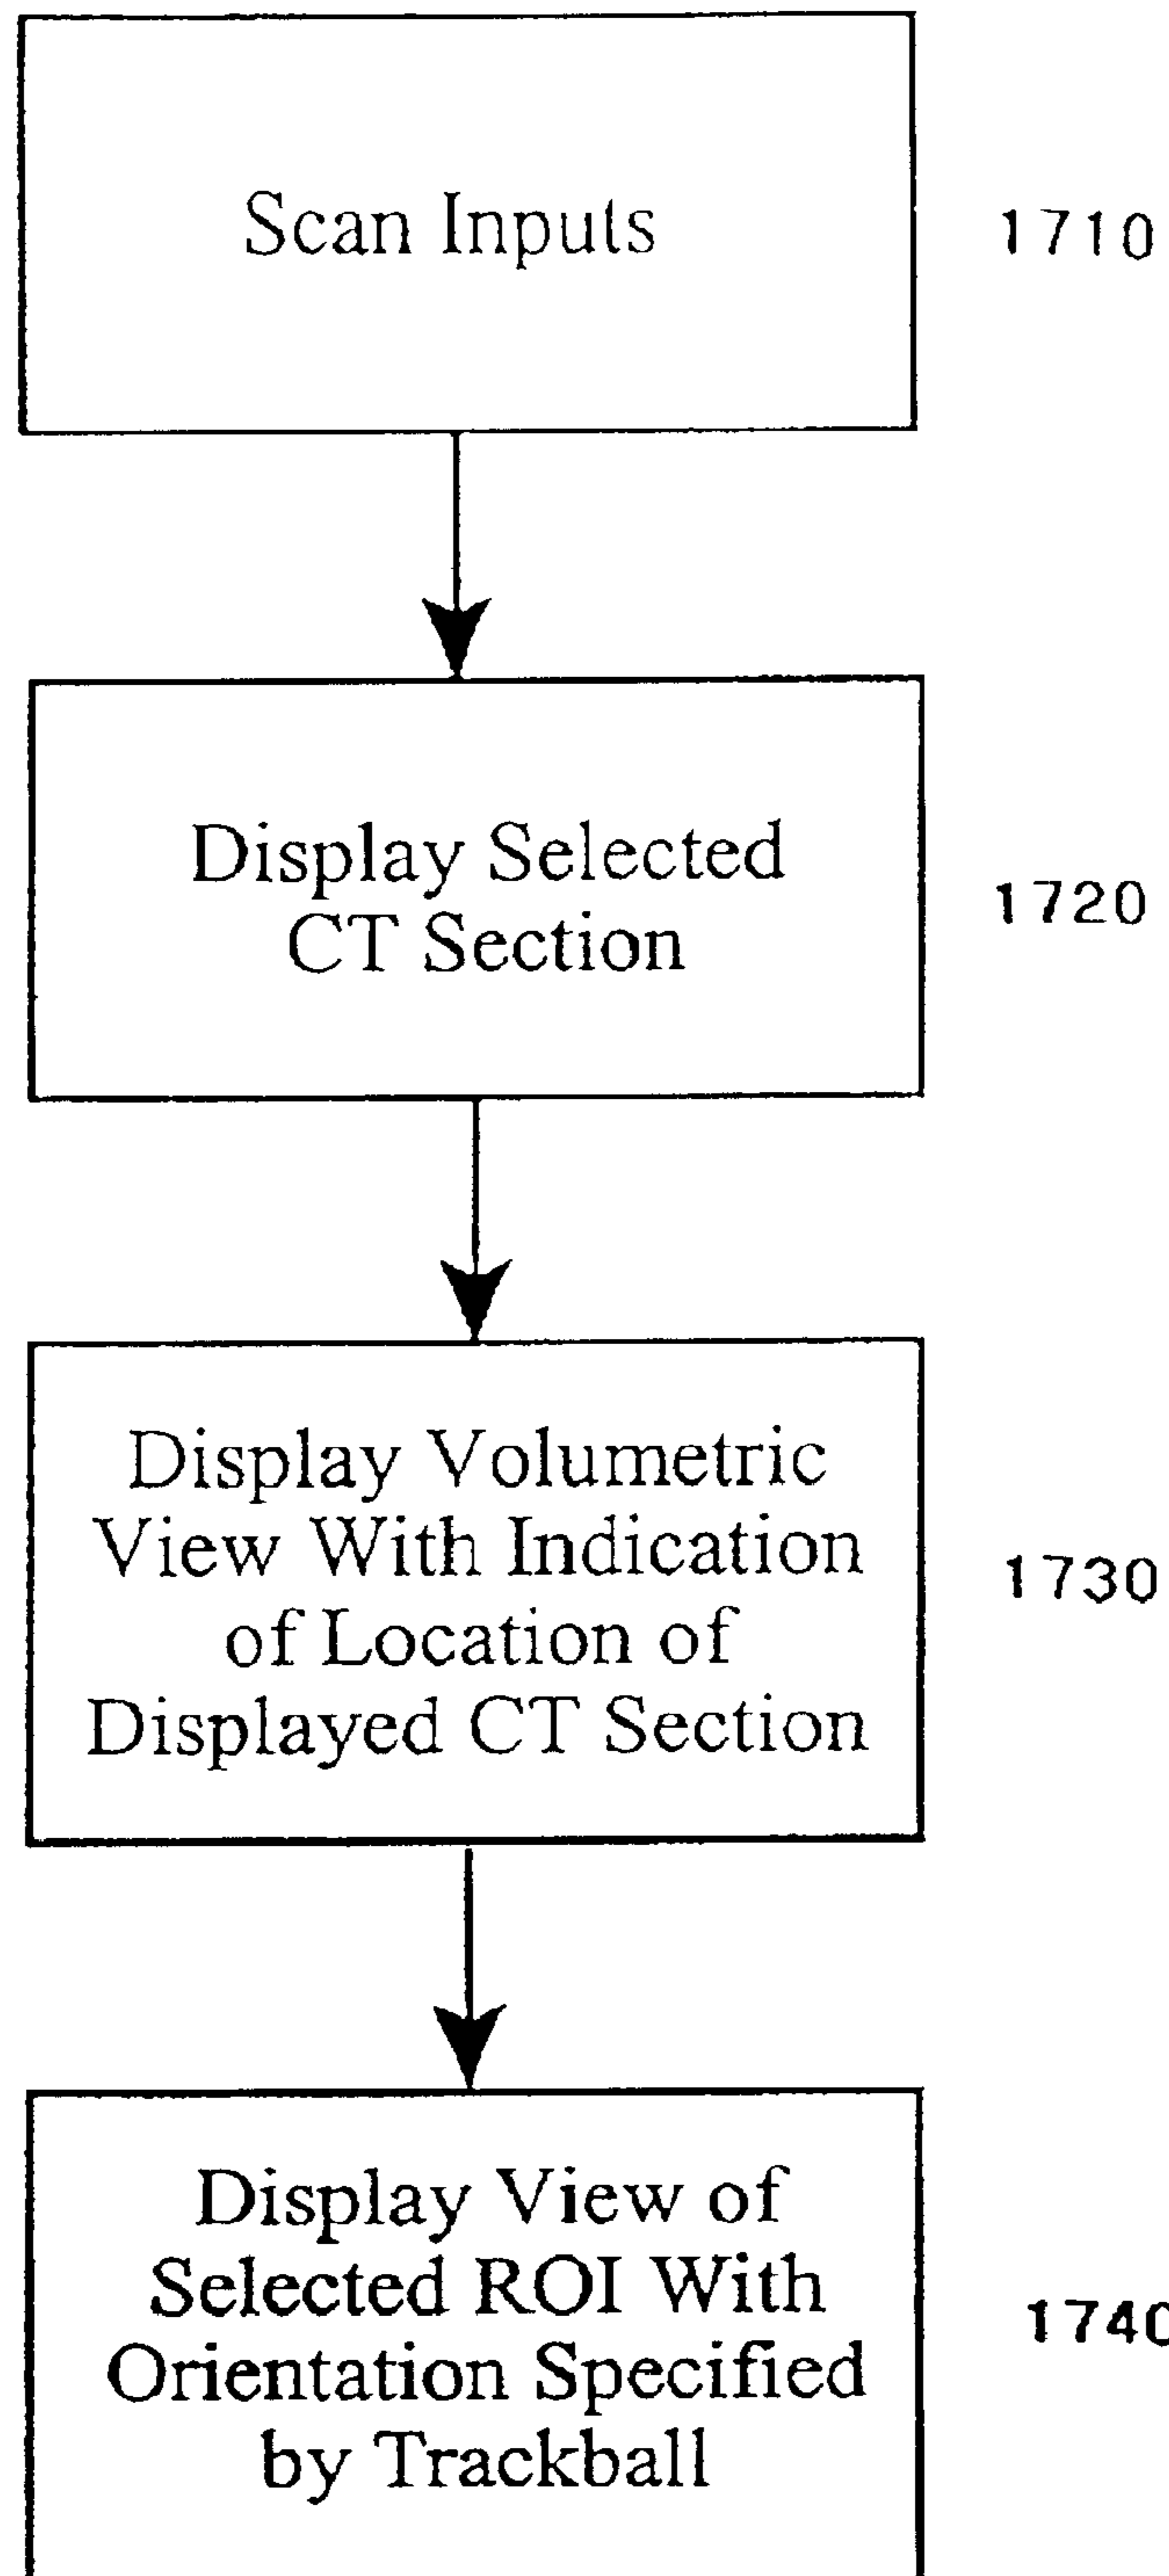 Scan Inputs
1710
Display Selected
CT Section
1720
Display Volumetric
View With Indication
of Location of
Displayed CT Section
1730
Display View of
Selected ROI With
Orientation Specified
by Trackball
1740